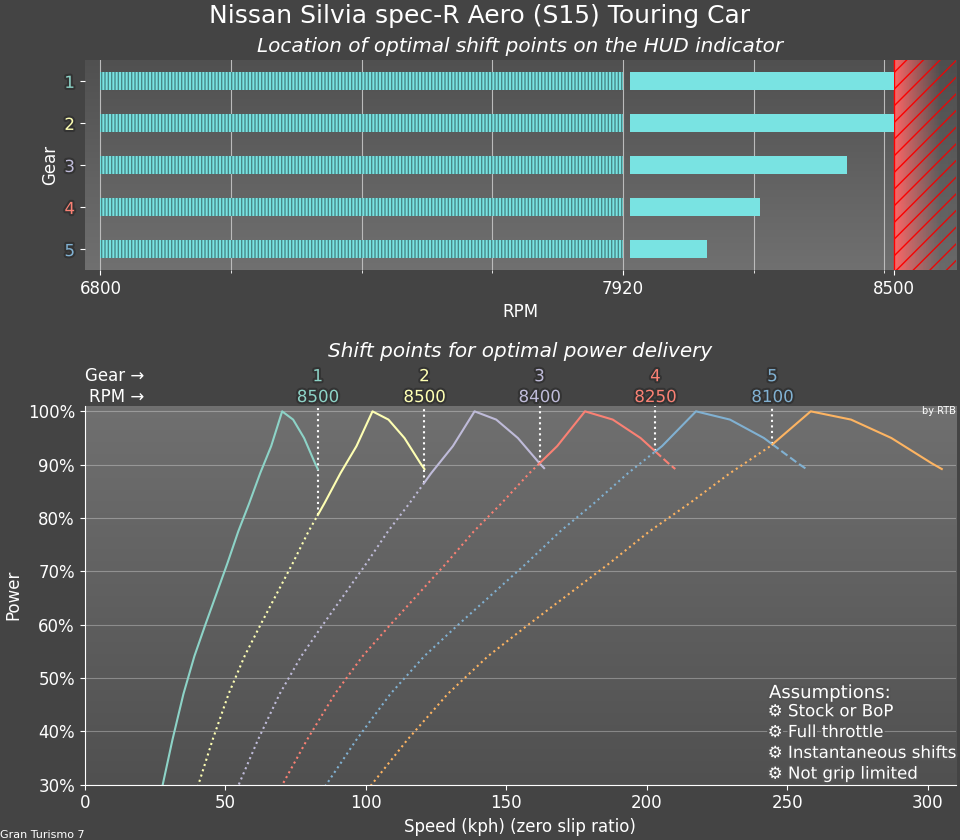 Nissan Silvia spec-R Aero (S15) Touring Car
Location of optimal shift points on the HUD indicator
Gear
1
2
3
4
5
6800 7920 8500
RPM
Shift points for optimal power delivery
Gear → 1 2 3 4 5
RPM → 8500 8500 8400 8250 8100
by RTB
Power
100%
90%
80%
70%
60%
50%
40%
30%
Assumptions:
⚙ Stock or BoP
⚙ Full throttle
⚙ Instantaneous shifts
⚙ Not grip limited
0 50 100 150 200 250 300
Speed (kph) (zero slip ratio)
Gran Turismo 7